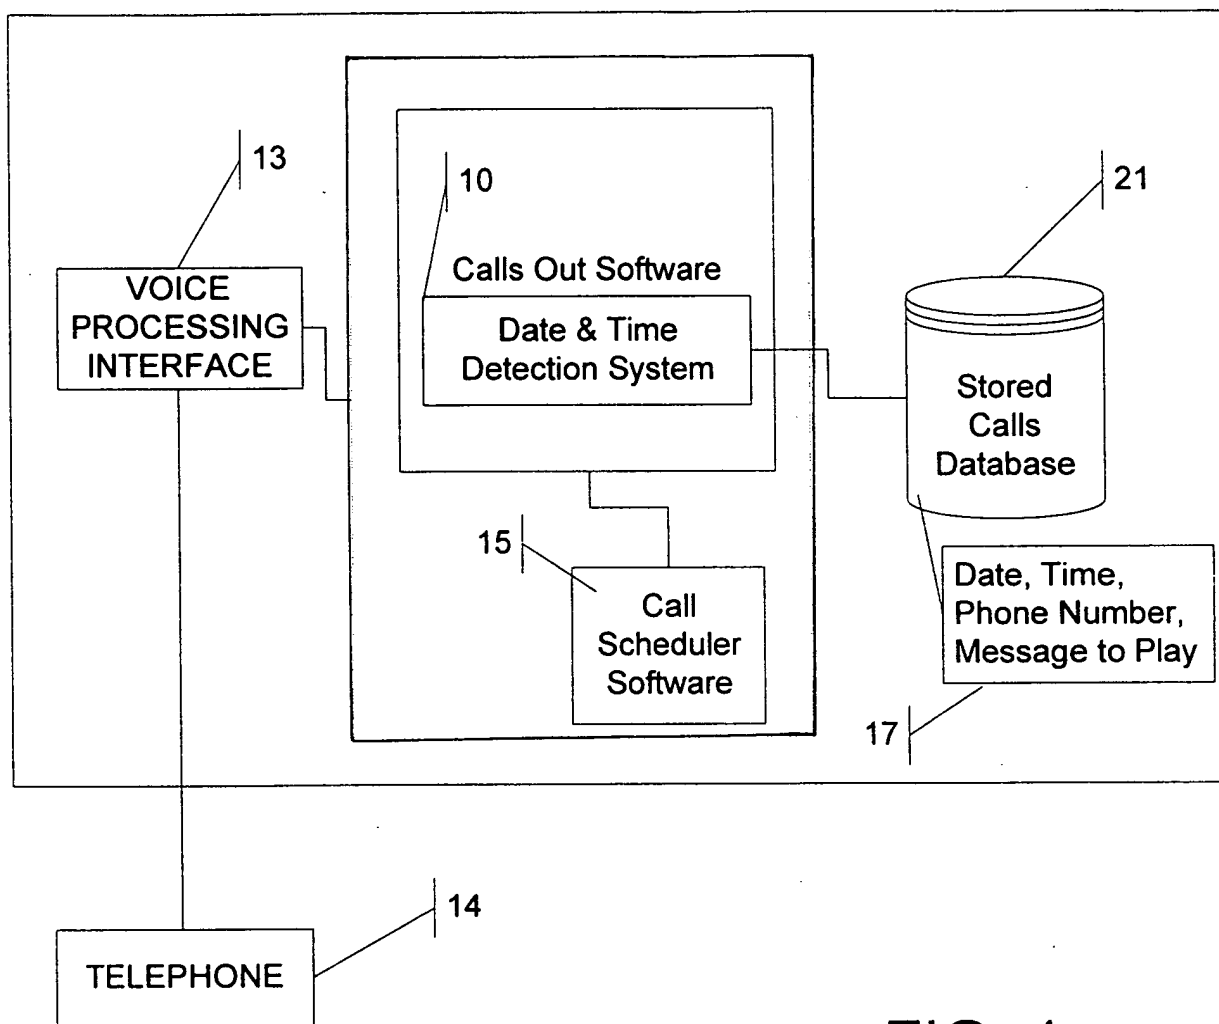 13
10
21
VOICE
PROCESSING
INTERFACE
Calls Out Software
Date & Time
Detection System
Stored
Calls
Database
15
Call
Scheduler
Software
Date, Time,
Phone Number,
Message to Play
17
14
TELEPHONE